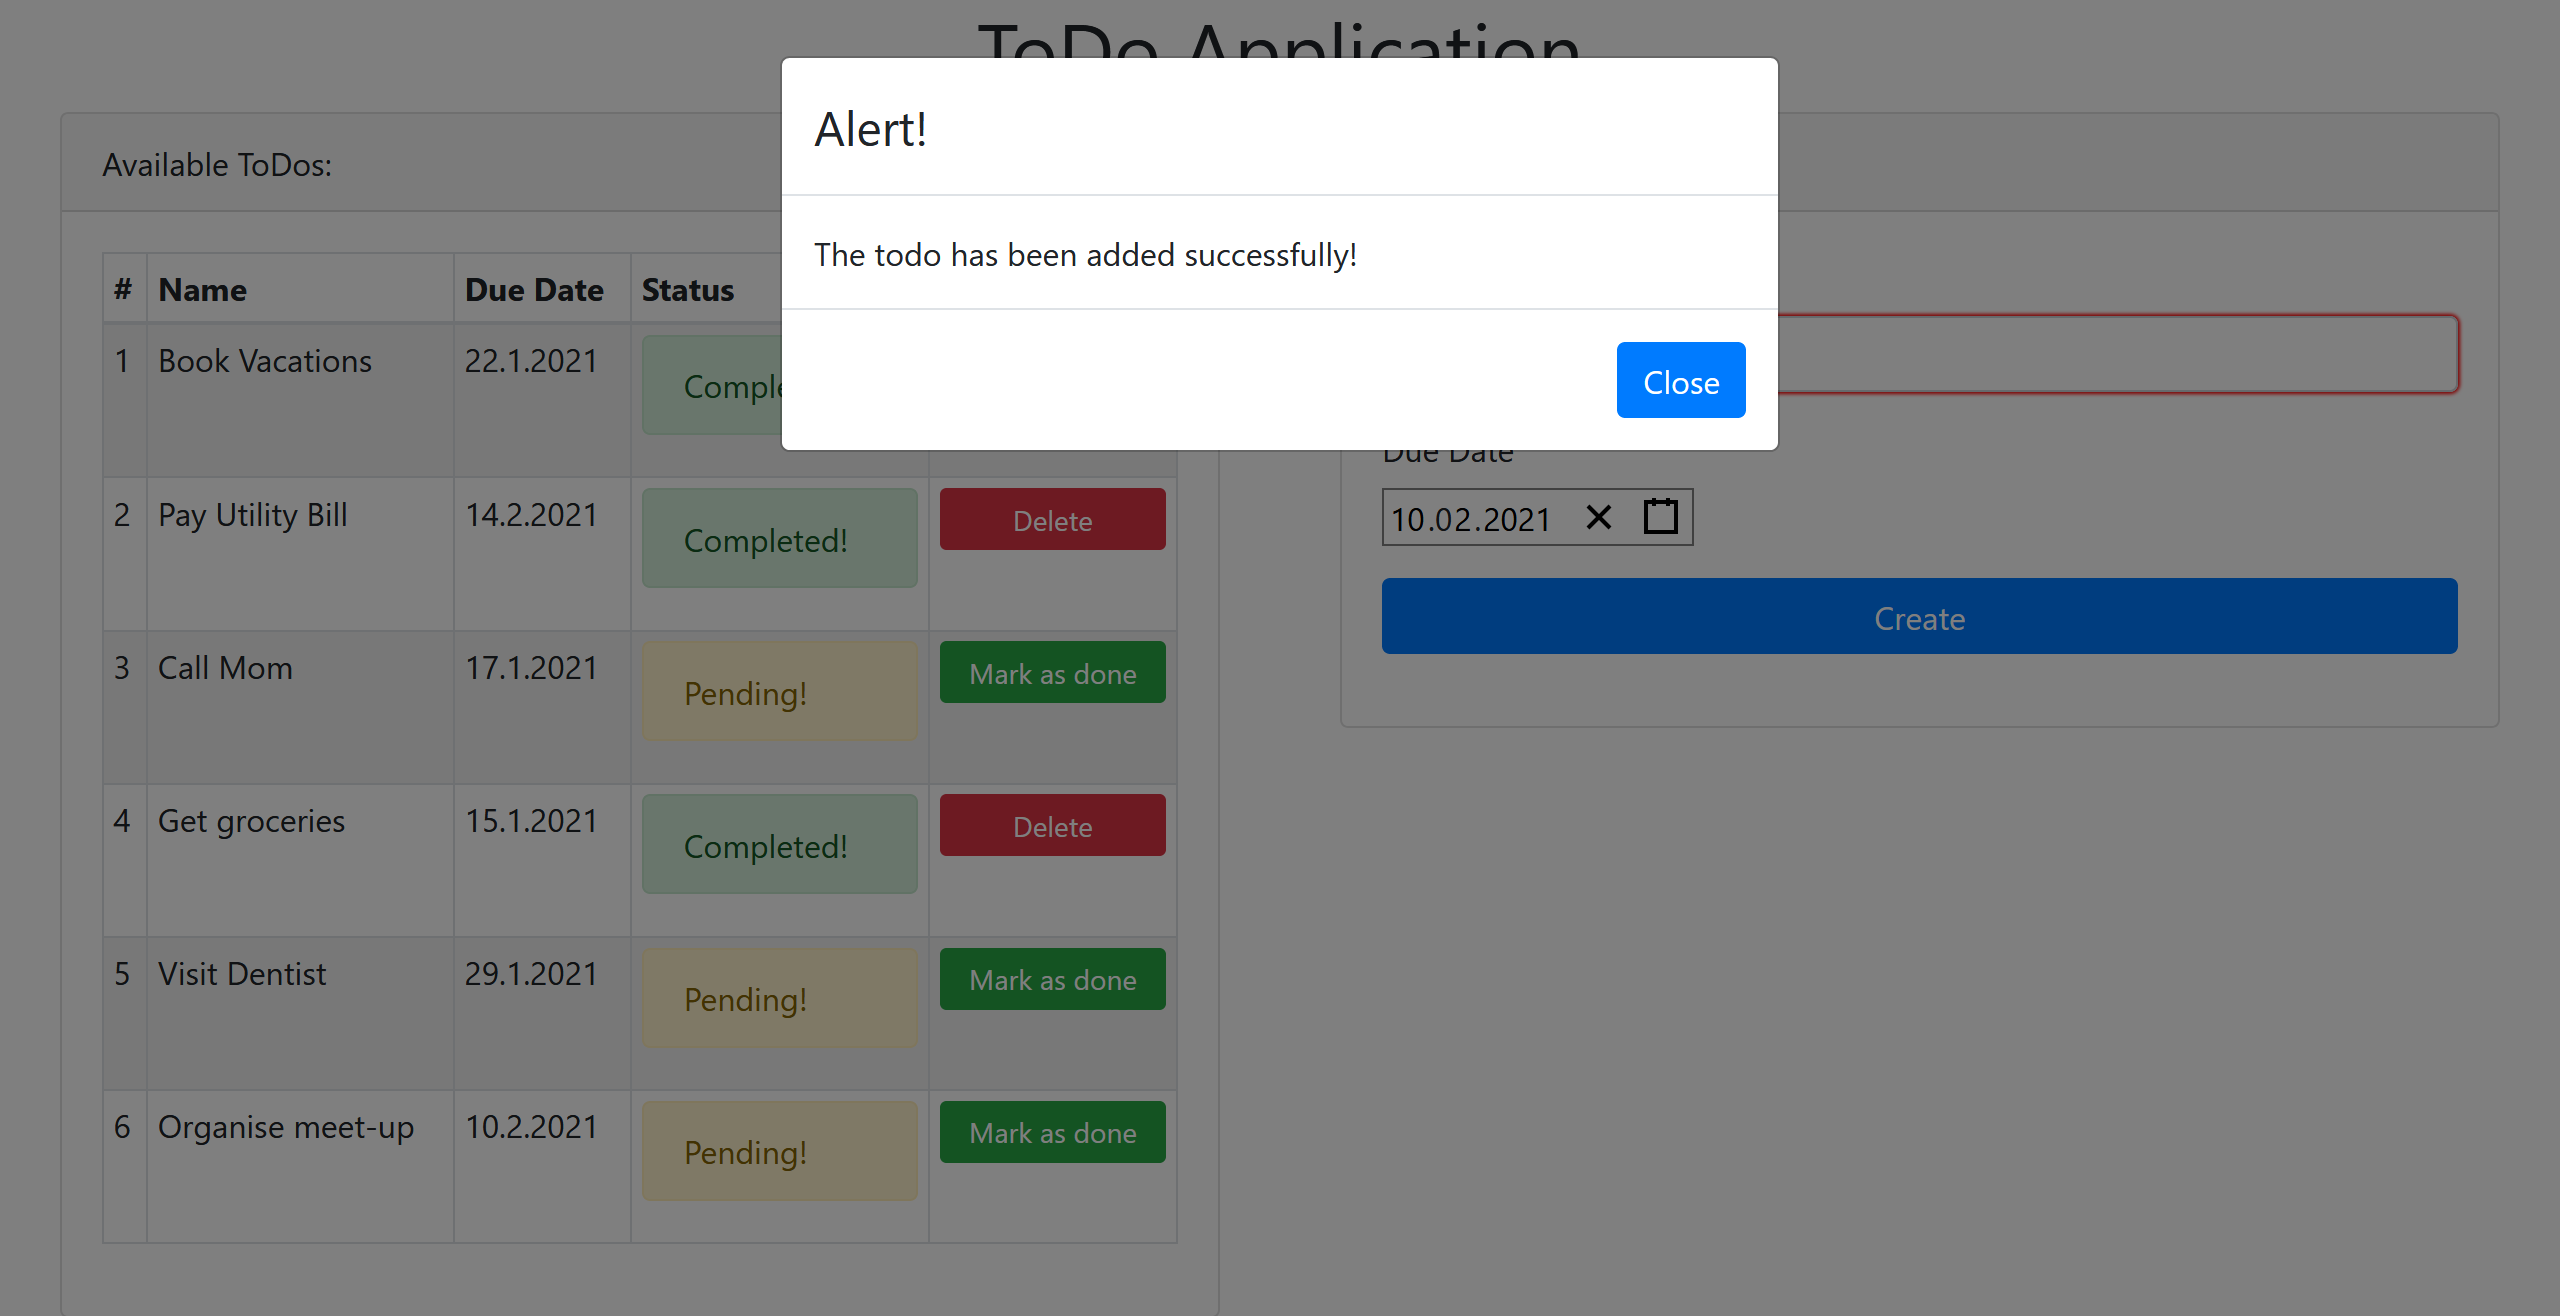 ToDo Application
Alert!
The todo has been added successfully!
Close
Available ToDos:
# Name Due Date Status
1 Book Vacations 22.1.2021
2 Pay Utility Bill 14.2.2021 Completed! Delete
3 Call Mom 17.1.2021 Pending! Mark as done
4 Get groceries 15.1.2021 Completed! Delete
5 Visit Dentist 29.1.2021 Pending! Mark as done
6 Organise meet-up 10.2.2021 Pending! Mark as done
Due Date
10.02.2021
Create